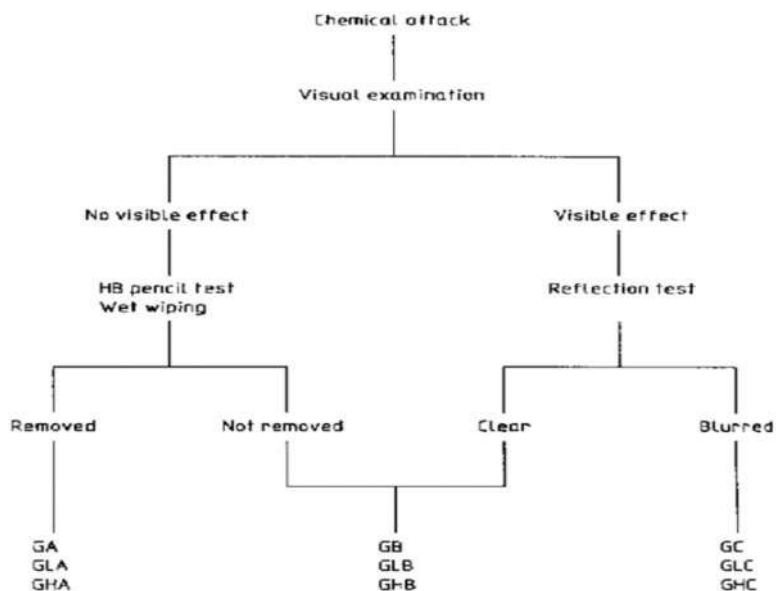 Chemical attack
Visual examination
No visible effect
Visible effect
HB pencil test
Wet wiping
Reflection test
Removed
Not removed
Clear
Blurred
GA
GLA
GHA
GB
GLB
GHB
GC
GLC
GHC